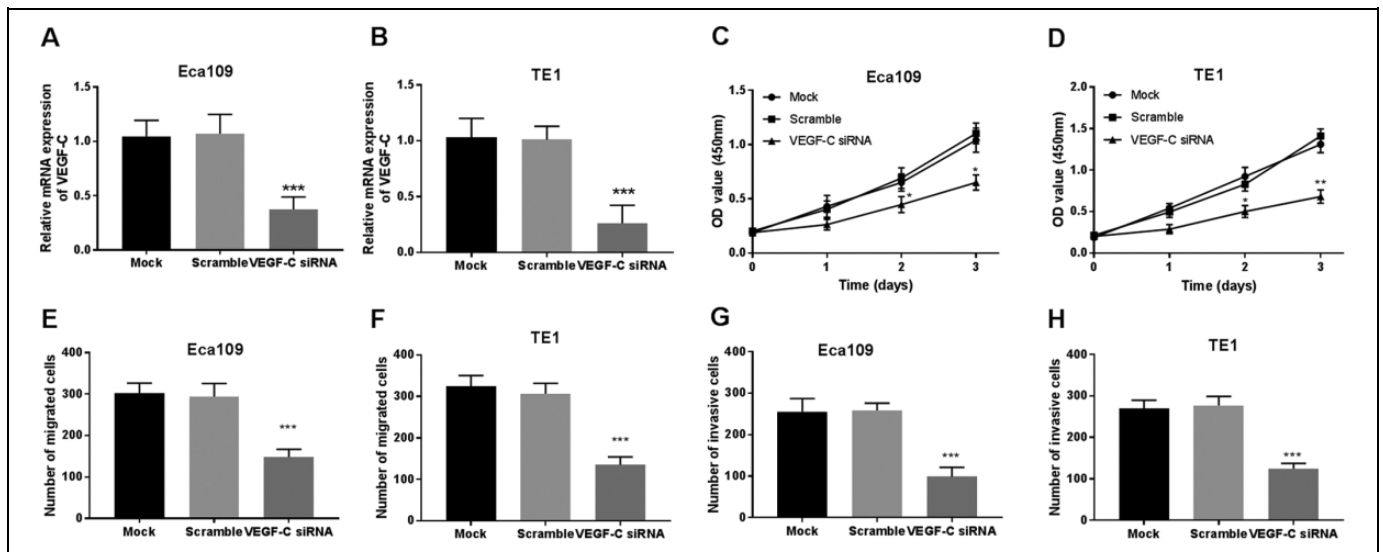 A
Eca109
Relative mRNA expression
of VEGF-C
1.5
1.0
0.5
0.0
***
Mock
Scramble
VEGF-C siRNA
B
TE1
Relative mRNA expression
of VEGF-C
1.5
1.0
0.5
0.0
***
Mock
Scramble
VEGF-C siRNA
C
Eca109
OD value (450nm)
1.5
1.0
0.5
0.0
Mock
Scramble
VEGF-C siRNA
*
*
0
1
2
3
Time (days)
D
TE1
OD value (450nm)
2.0
1.5
1.0
0.5
0.0
Mock
Scramble
VEGF-C siRNA
*
**
0
1
2
3
Time (days)
E
Eca109
Number of migrated cells
400
300
200
100
0
***
Mock
Scramble
VEGF-C siRNA
F
TE1
Number of migrated cells
400
300
200
100
0
***
Mock
Scramble
VEGF-C siRNA
G
Eca109
Number of invasive cells
400
300
200
100
0
***
Mock
Scramble
VEGF-C siRNA
H
TE1
Number of invasive cells
400
300
200
100
0
***
Mock
Scramble
VEGF-C siRNA